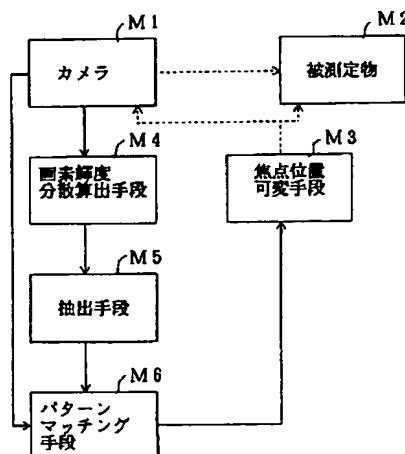 M1
カメラ
M2
被測定物
M4
画素輝度
分散算出手段
M3
焦点位置
可変手段
M5
抽出手段
M6
パターン
マッチング
手段